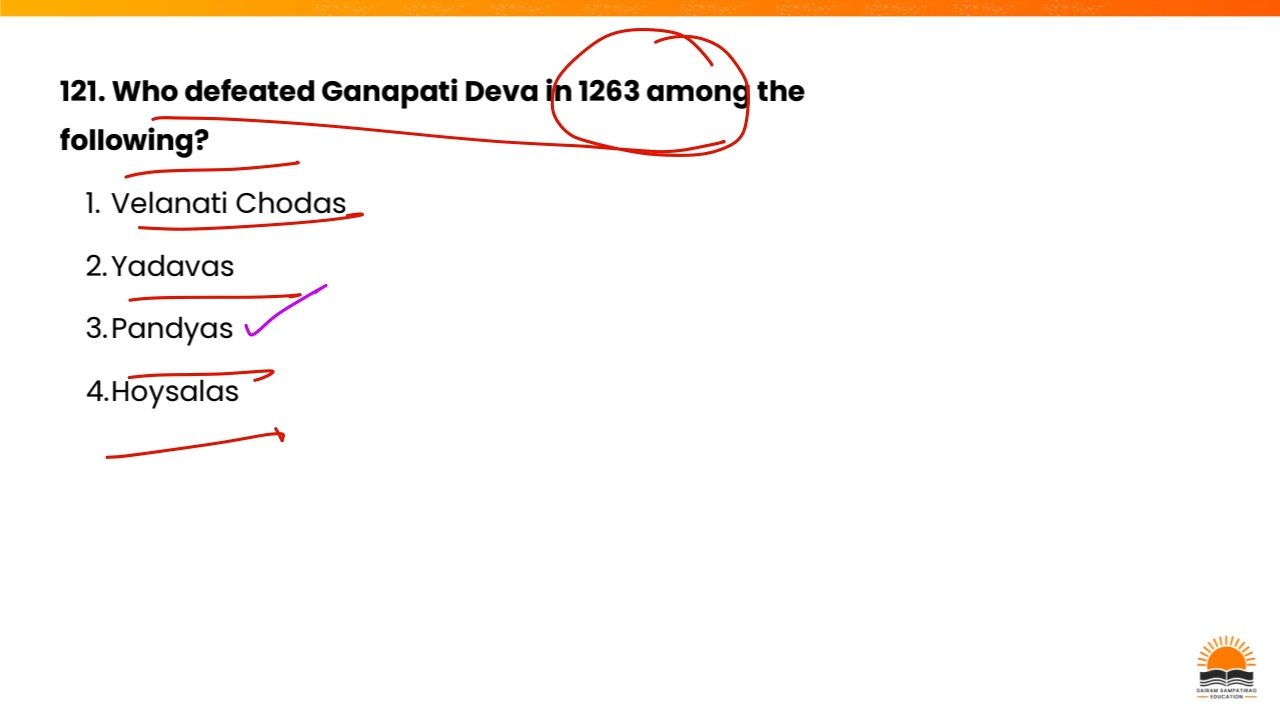 121. Who defeated Ganapati Deva in 1263 among the
following?
1. Velanati Chodas
2. Yadavas
3. Pandyas
4. Hoysalas
SAIRAM SAMPATIRAO
EDUCATION